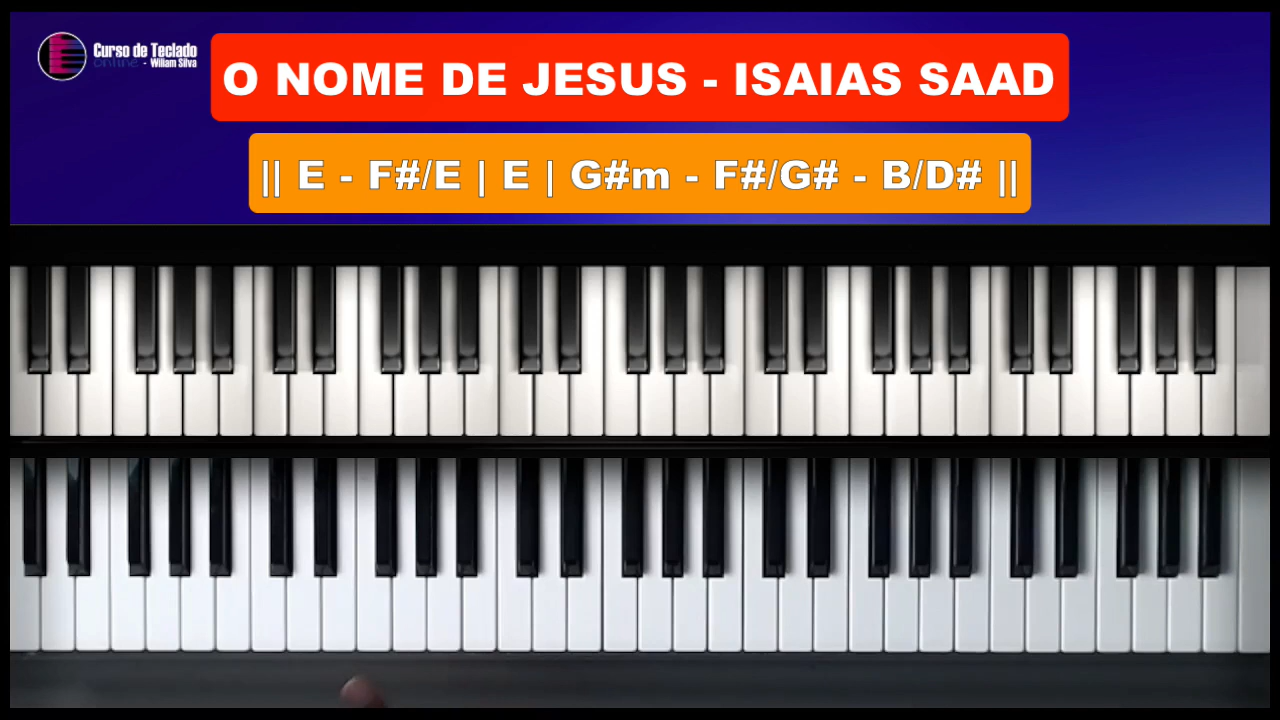 Curso de Teclado
online - Wiliam Silva
O NOME DE JESUS - ISAIAS SAAD
|| E - F#/E | E | G#m - F#/G# - B/D# ||